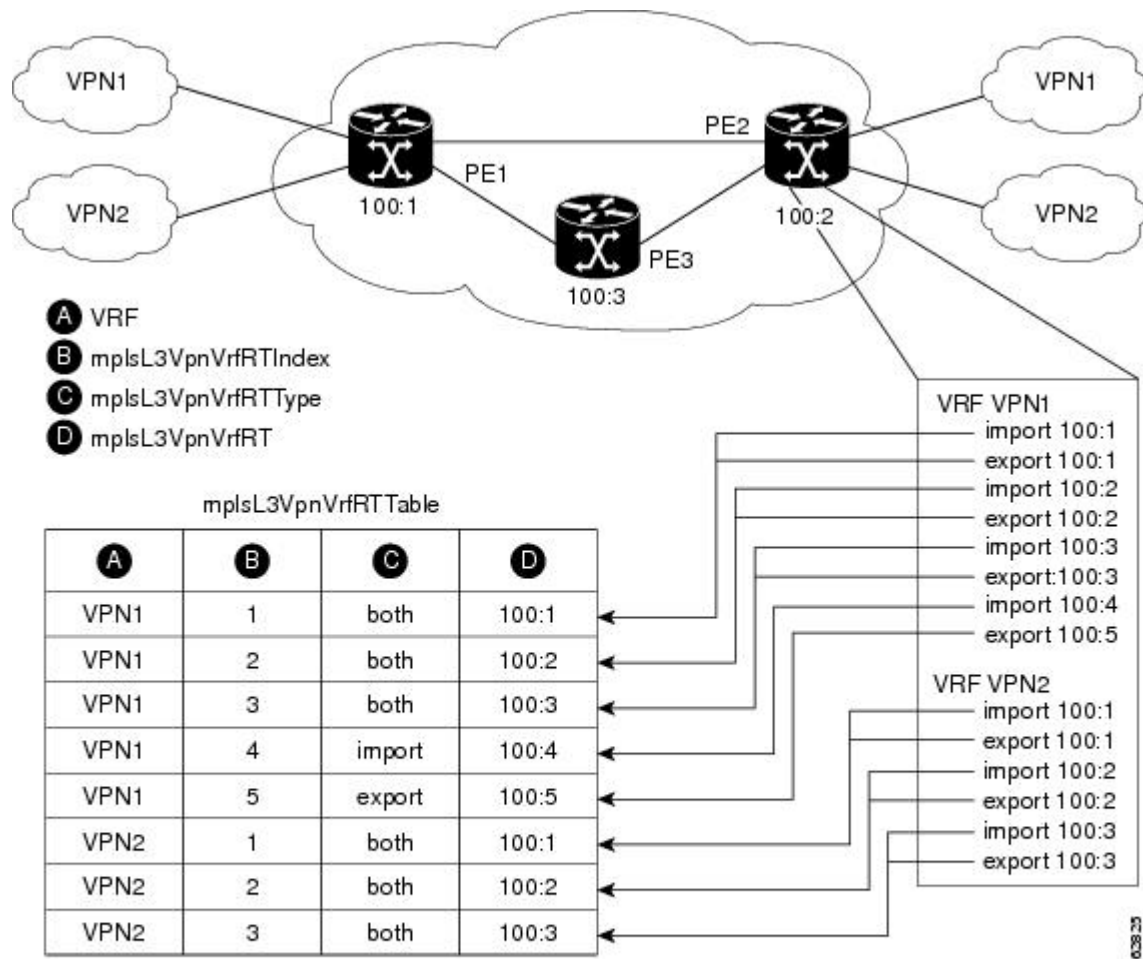 VPN1
VPN1
PE2
PE1
VPN2
100:1
100:2
VPN2
PE3
100:3
A VRF
B mplsL3VpnVrfRTIndex
C mplsL3VpnVrfRTType
D mplsL3VpnVrfRT
VRF VPN1
import 100:1
export 100:1
import 100:2
export 100:2
import 100:3
export:100:3
import 100:4
export 100:5
VRF VPN2
import 100:1
export 100:1
import 100:2
export 100:2
import 100:3
export 100:3
mplsL3VpnVrfRTTable
A B C D
VPN1 1 both 100:1
VPN1 2 both 100:2
VPN1 3 both 100:3
VPN1 4 import 100:4
VPN1 5 export 100:5
VPN2 1 both 100:1
VPN2 2 both 100:2
VPN2 3 both 100:3
62825